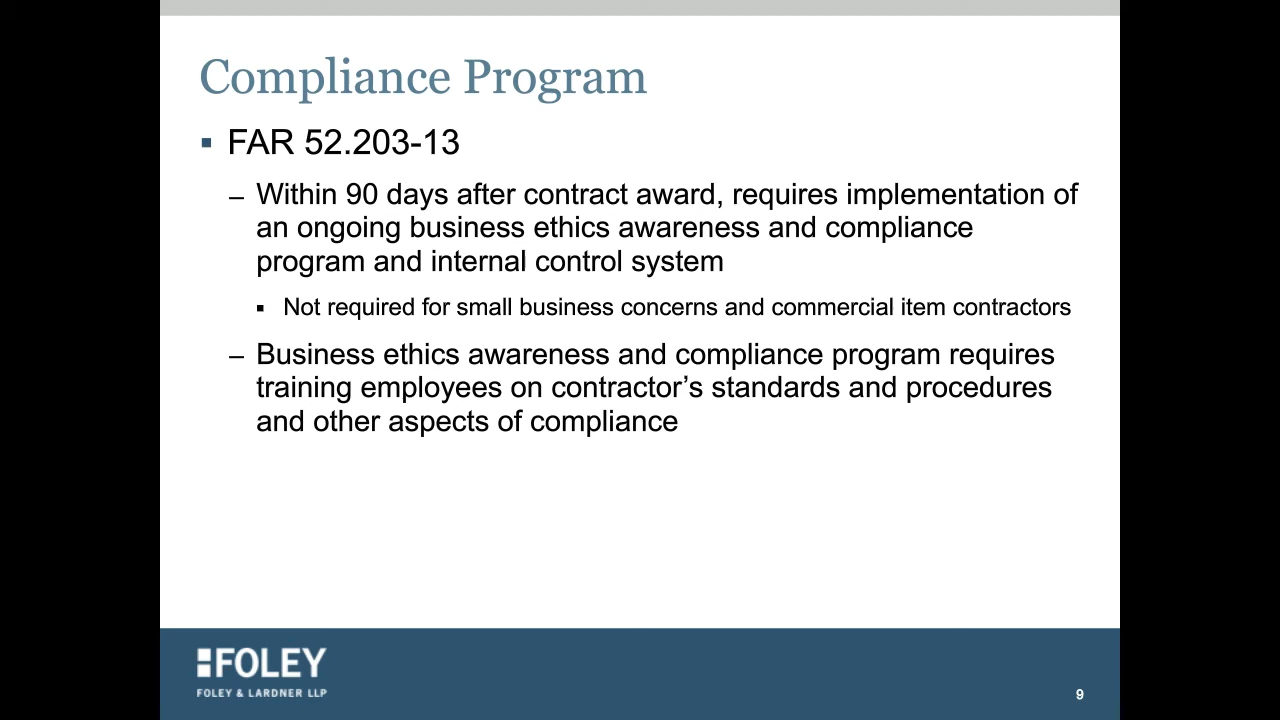 Compliance Program
▪ FAR 52.203-13
– Within 90 days after contract award, requires implementation of
an ongoing business ethics awareness and compliance
program and internal control system
▪ Not required for small business concerns and commercial item contractors
– Business ethics awareness and compliance program requires
training employees on contractor’s standards and procedures
and other aspects of compliance
FOLEY
FOLEY & LARDNER LLP
9